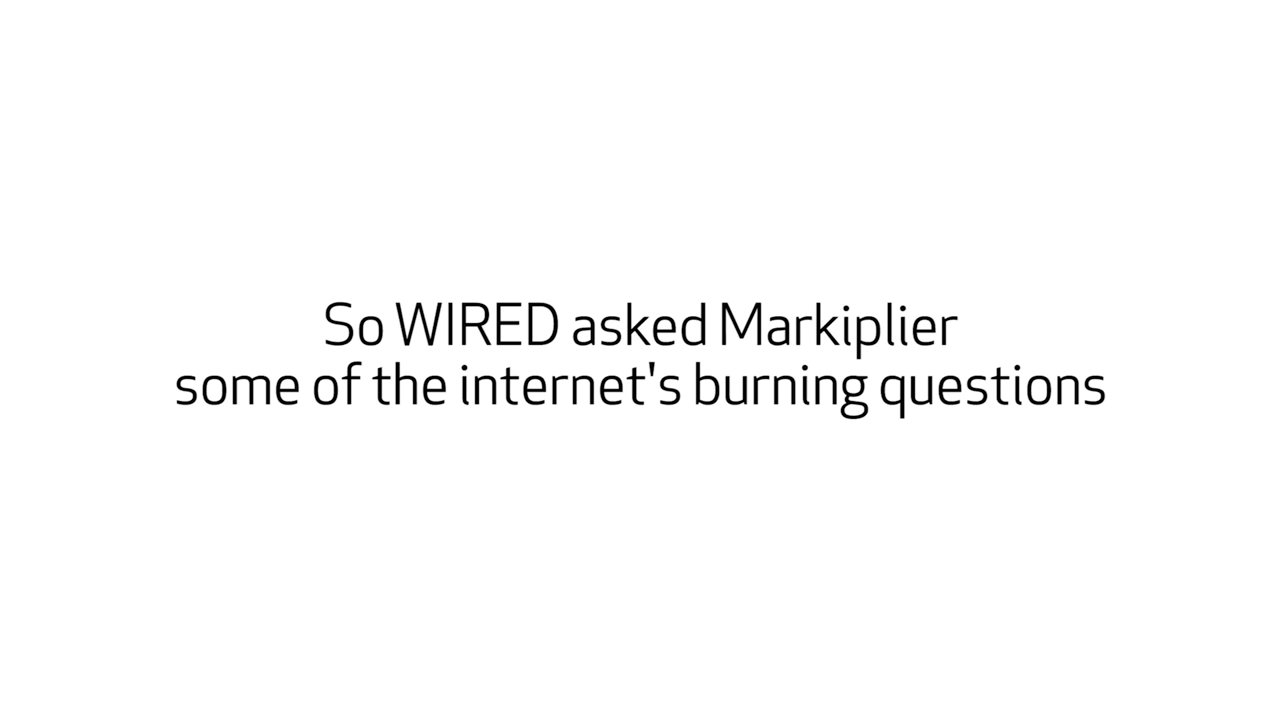 So WIRED asked Markiplier
some of the internet's burning questions